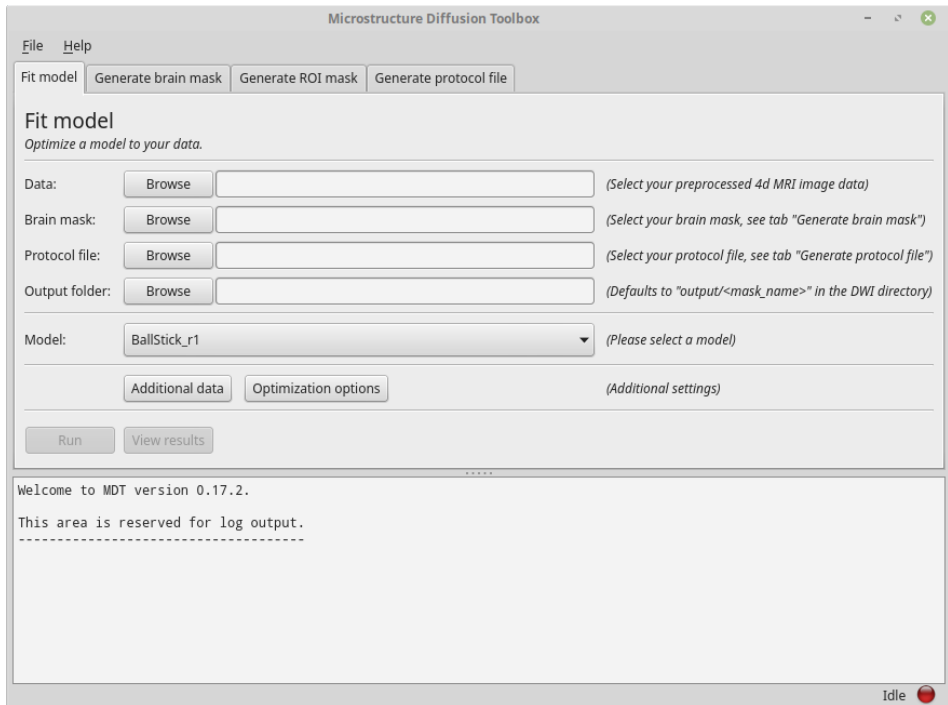 Microstructure Diffusion Toolbox
File Help
Fit model Generate brain mask Generate ROI mask Generate protocol file
Fit model
Optimize a model to your data.
Data: Browse (Select your preprocessed 4d MRI image data)
Brain mask: Browse (Select your brain mask, see tab "Generate brain mask")
Protocol file: Browse (Select your protocol file, see tab "Generate protocol file")
Output folder: Browse (Defaults to "output/<mask_name>" in the DWI directory)
Model: BallStick_r1 (Please select a model)
Additional data Optimization options (Additional settings)
Run View results
Welcome to MDT version 0.17.2.
This area is reserved for log output.
-------------------------------------
Idle